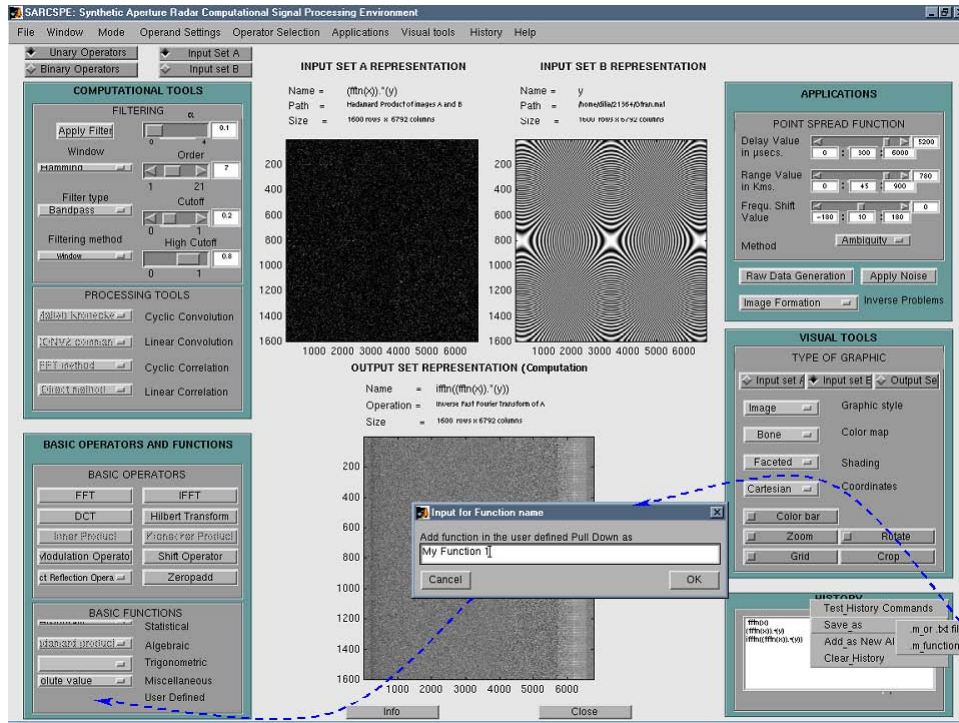 SARCSPE: Synthetic Aperture Radar Computational Signal Processing Environment
File Window Mode Operand Settings Operator Selection Applications Visual tools History Help
Unary Operators
Input Set A
Binary Operators
Input set B
COMPUTATIONAL TOOLS
FILTERING
α
Apply Filter
0.1
0 4
Window
Order
Hamming
7
1 21
Filter type
Cutoff
Bandpass
0.2
0 1
Filtering method
High Cutoff
Window
0.8
0 1
PROCESSING TOOLS
Cyclic Convolution
Linear Convolution
FFT method
Cyclic Correlation
Direct method
Linear Correlation
BASIC OPERATORS AND FUNCTIONS
BASIC OPERATORS
FFT
IFFT
DCT
Hilbert Transform
Inner Product
Kronecker Product
Modulation Operato
Shift Operator
ct Reflection Opera
Zeropadd
BASIC FUNCTIONS
Statistical
Algebraic
Trigonometric
olute value
Miscellaneous
User Defined
INPUT SET A REPRESENTATION
Name = (fftn(x)).*(y)
Path = Hadamard Product of images A and B
Size = 1600 rows x 6792 columns
200
400
600
800
1000
1200
1400
1600
1000 2000 3000 4000 5000 6000
INPUT SET B REPRESENTATION
Name = y
Path =
Size = 1600 rows x 6792 columns
200
400
600
800
1000
1200
1400
1600
1000 2000 3000 4000 5000 6000
OUTPUT SET REPRESENTATION (Computation
Name = ifftn((fftn(x)).*(y))
Operation = Inverse Fast Fourier Transform of A
Size = 1600 rows x 6792 columns
200
400
600
800
1000
1200
1400
1600
1000 2000 3000 4000 5000 6000
Input for Function name
Add function in the user defined Pull Down as
My Function 1
Cancel
OK
Info
Close
APPLICATIONS
POINT SPREAD FUNCTION
Delay Value
in µsecs.
5200
0 : 300 : 6000
Range Value
in Kms.
780
0 : 45 : 900
Frequ. Shift
Value
0
-180 : 10 : 180
Method
Ambiguity
Raw Data Generation
Apply Noise
Image Formation
Inverse Problems
VISUAL TOOLS
TYPE OF GRAPHIC
Input set A
Input set B
Output Se
Image
Graphic style
Bone
Color map
Faceted
Shading
Cartesian
Coordinates
Color bar
Zoom
Rotate
Grid
Crop
HISTORY
fftn(x)
(fftn(x)).*(y)
ifftn((fftn(x)).*(y))
Test_History Commands
Save_as
Add as New Al
Clear_History
.m_or .txt fil
.m_function